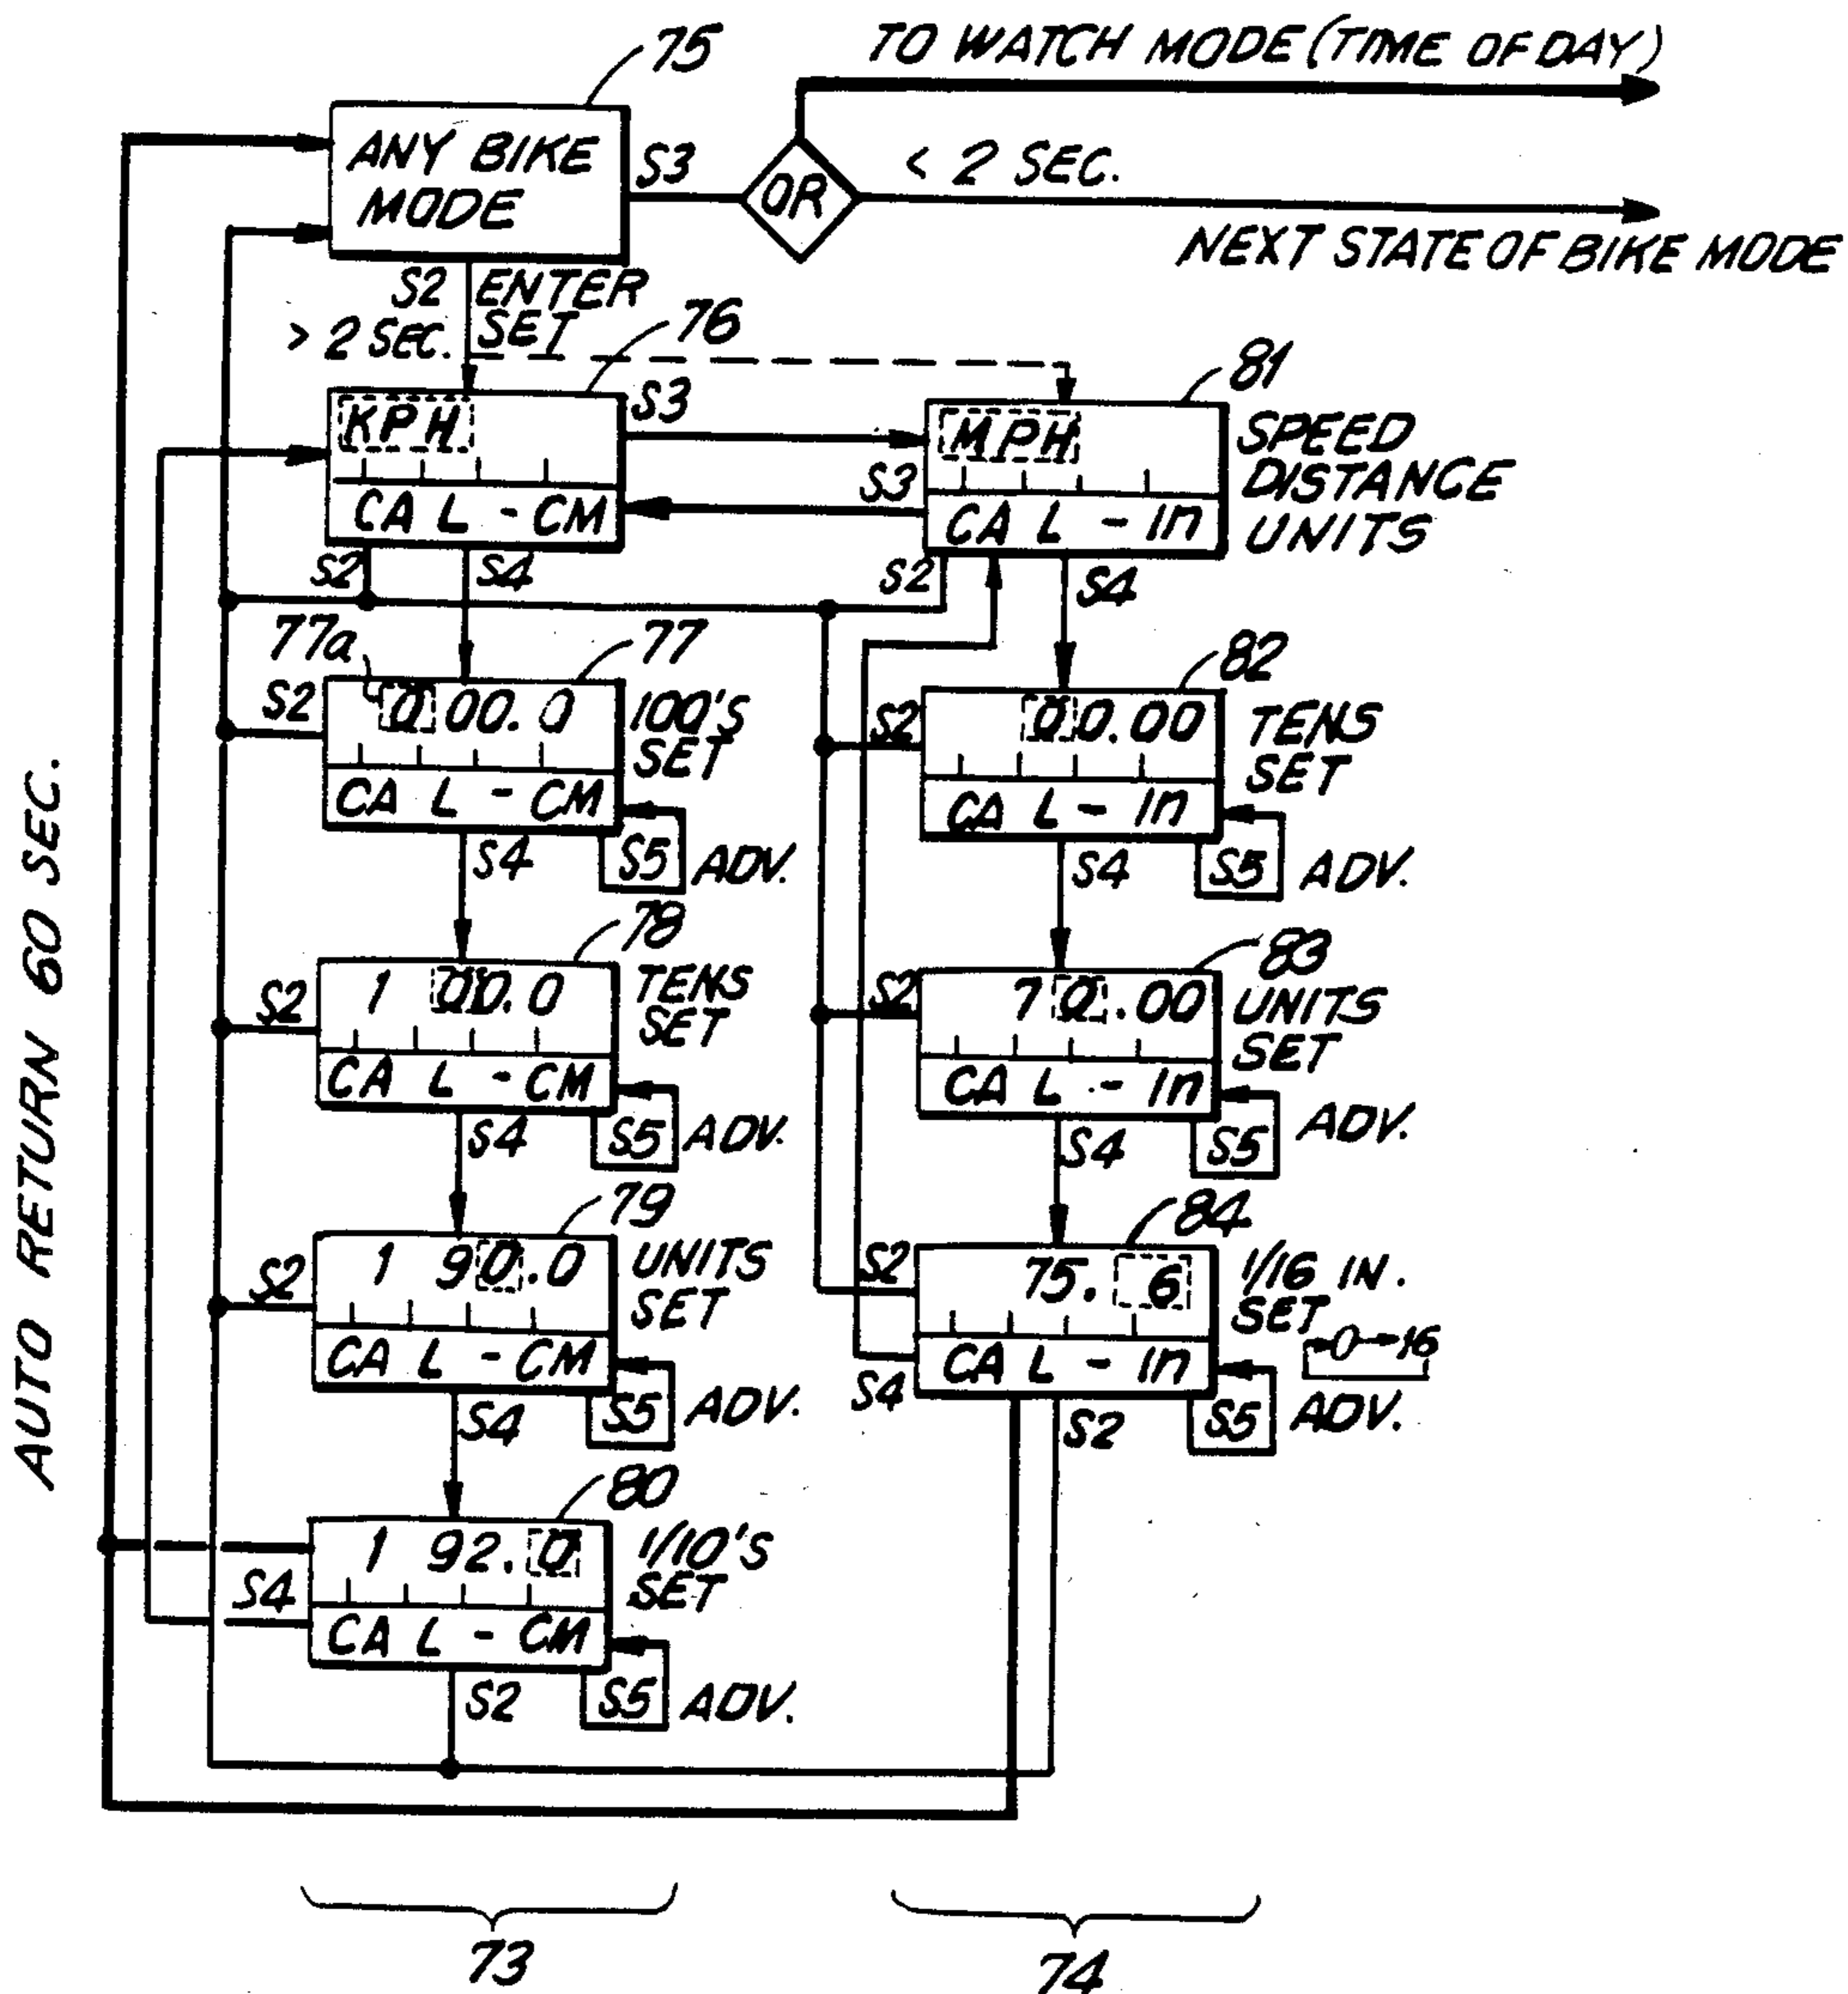 75
TO WATCH MODE (TIME OF DAY)
ANY BIKE
MODE
S3
OR
< 2 SEC.
NEXT STATE OF BIKE MODE
S2
ENTER
SET
> 2 SEC.
76
KPH
CAL - CM
S3
S3
81
MPH
CAL - In
SPEED
DISTANCE
UNITS
S2
S4
S2
S4
77a
77
S2
000.0
CAL - CM
100'S
SET
S4
S5
ADV.
82
S2
00.00
CAL - In
TENS
SET
S4
S5
ADV.
78
S2
1 00.0
CAL - CM
TENS
SET
S4
S5
ADV.
83
S2
70.00
CAL - In
UNITS
SET
S4
S5
ADV.
79
S2
1 90.0
CAL - CM
UNITS
SET
S4
S5
ADV.
84
S2
75. 6
CAL - In
1/16 IN.
SET
0-16
S4
S2
S5
ADV.
80
1 92.0
CAL - CM
1/10'S
SET
S4
S2
S5
ADV.
AUTO RETURN 60 SEC.
73
74